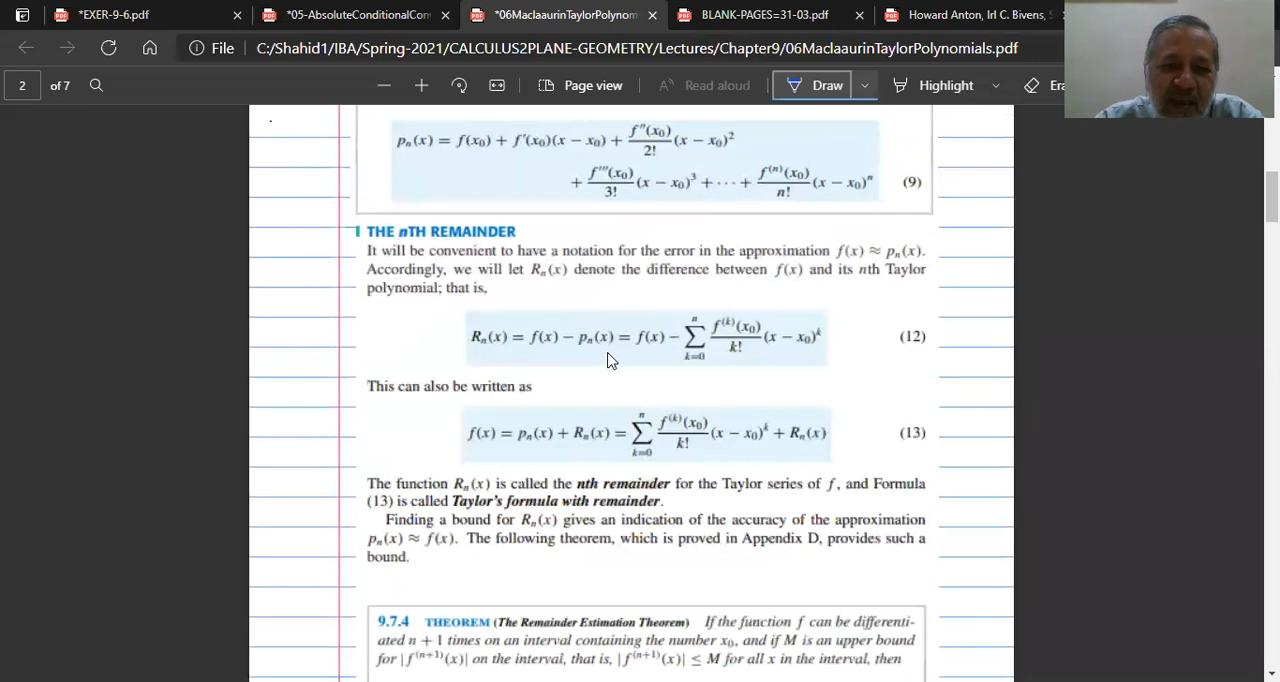 *EXER-9-6.pdf
*05-AbsoluteConditionalCon
*06MaclaaurinTaylorPolynom
BLANK-PAGES=31-03.pdf
Howard Anton, Irl C. Bivens, S
File C:/Shahid1/IBA/Spring-2021/CALCULUS2PLANE-GEOMETRY/Lectures/Chapter9/06MaclaaurinTaylorPolynomials.pdf
2 of 7 Page view Read aloud Draw Highlight Era
pₙ(x) = f(x₀) + f′(x₀)(x − x₀) + f″(x₀)/2! (x − x₀)²
+ f‴(x₀)/3! (x − x₀)³ + ··· + f⁽ⁿ⁾(x₀)/n! (x − x₀)ⁿ (9)
THE nTH REMAINDER
It will be convenient to have a notation for the error in the approximation f(x) ≈ pₙ(x).
Accordingly, we will let Rₙ(x) denote the difference between f(x) and its nth Taylor
polynomial; that is,
Rₙ(x) = f(x) − pₙ(x) = f(x) − ∑ₖ₌₀ⁿ f⁽ᵏ⁾(x₀)/k! (x − x₀)ᵏ (12)
This can also be written as
f(x) = pₙ(x) + Rₙ(x) = ∑ₖ₌₀ⁿ f⁽ᵏ⁾(x₀)/k! (x − x₀)ᵏ + Rₙ(x) (13)
The function Rₙ(x) is called the nth remainder for the Taylor series of f, and Formula
(13) is called Taylor's formula with remainder.
Finding a bound for Rₙ(x) gives an indication of the accuracy of the approximation
pₙ(x) ≈ f(x). The following theorem, which is proved in Appendix D, provides such a
bound.
9.7.4 THEOREM (The Remainder Estimation Theorem) If the function f can be differenti-
ated n + 1 times on an interval containing the number x₀, and if M is an upper bound
for |f⁽ⁿ⁺¹⁾(x)| on the interval, that is, |f⁽ⁿ⁺¹⁾(x)| ≤ M for all x in the interval, then